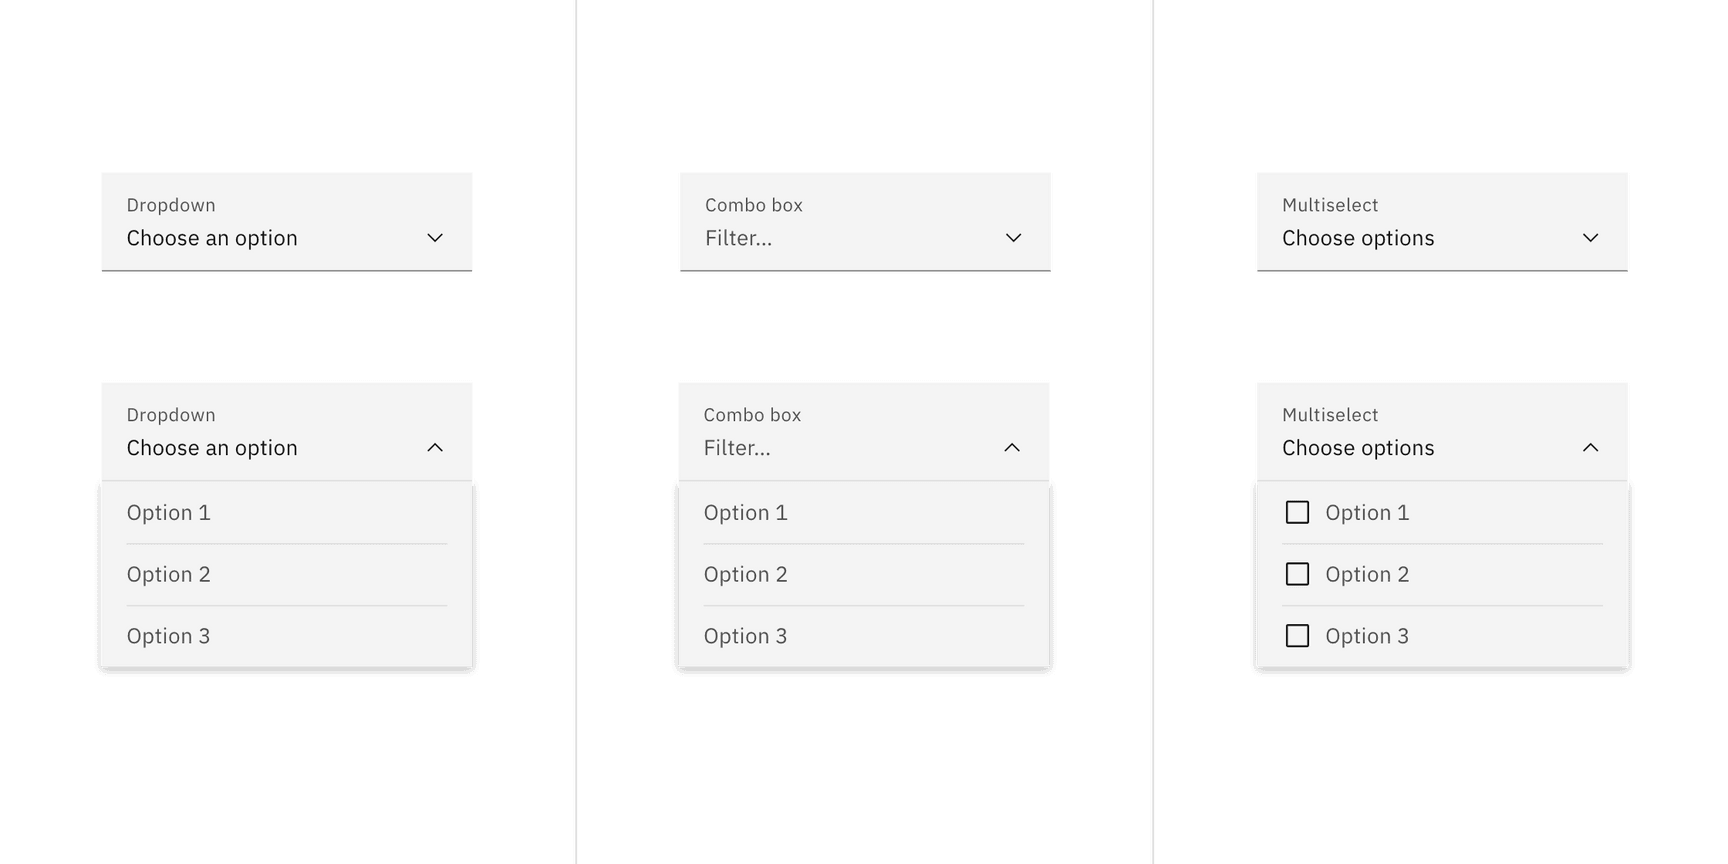 Dropdown
Choose an option
Dropdown
Choose an option
Option 1
Option 2
Option 3
Combo box
Filter...
Combo box
Filter...
Option 1
Option 2
Option 3
Multiselect
Choose options
Multiselect
Choose options
Option 1
Option 2
Option 3